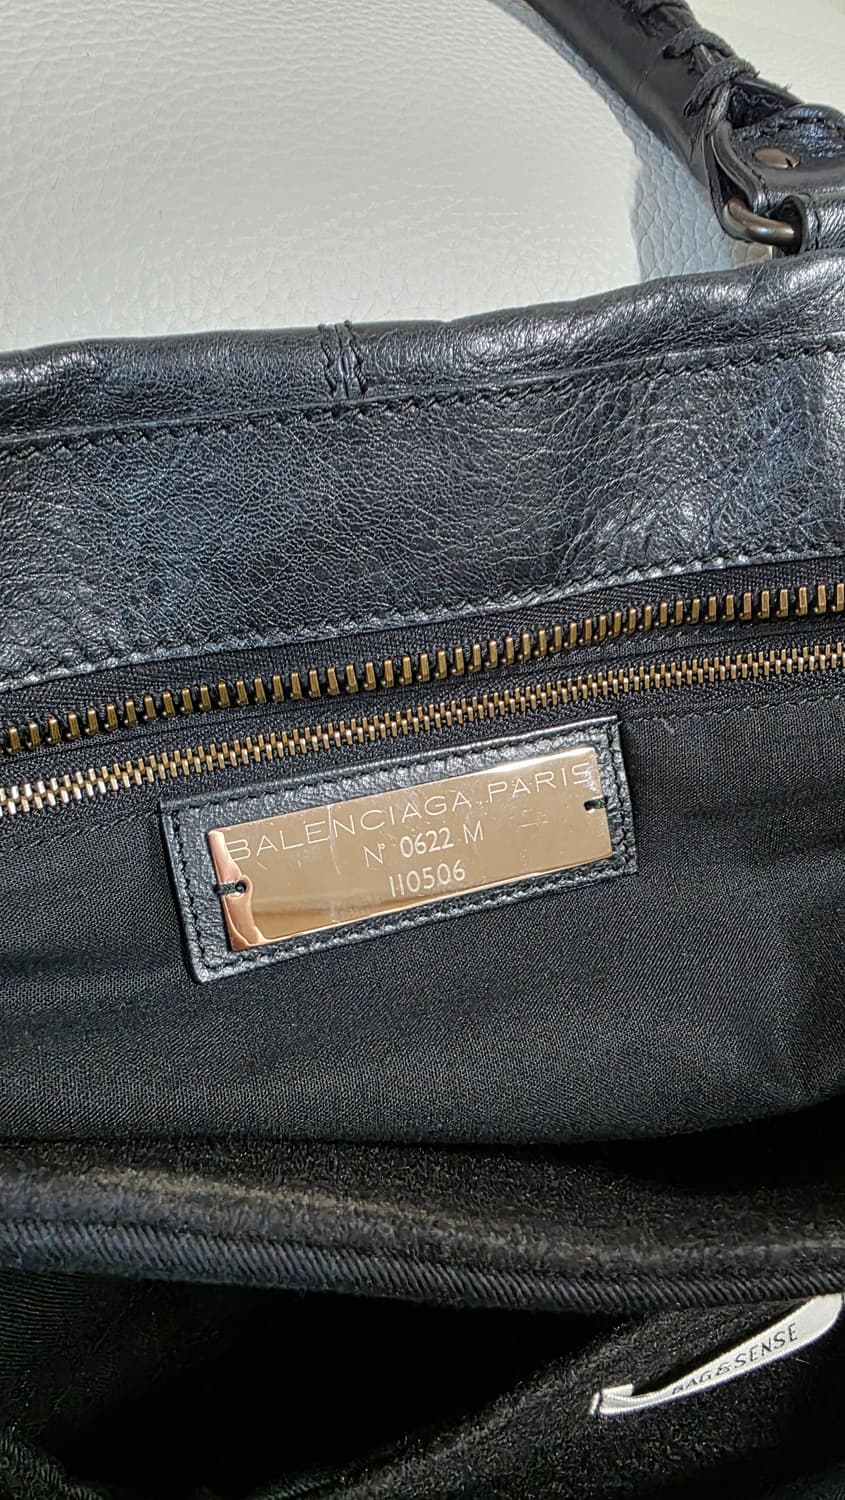 BALENCIAGA.PARIS
N° 0622 M
110506
BAG&SENSE